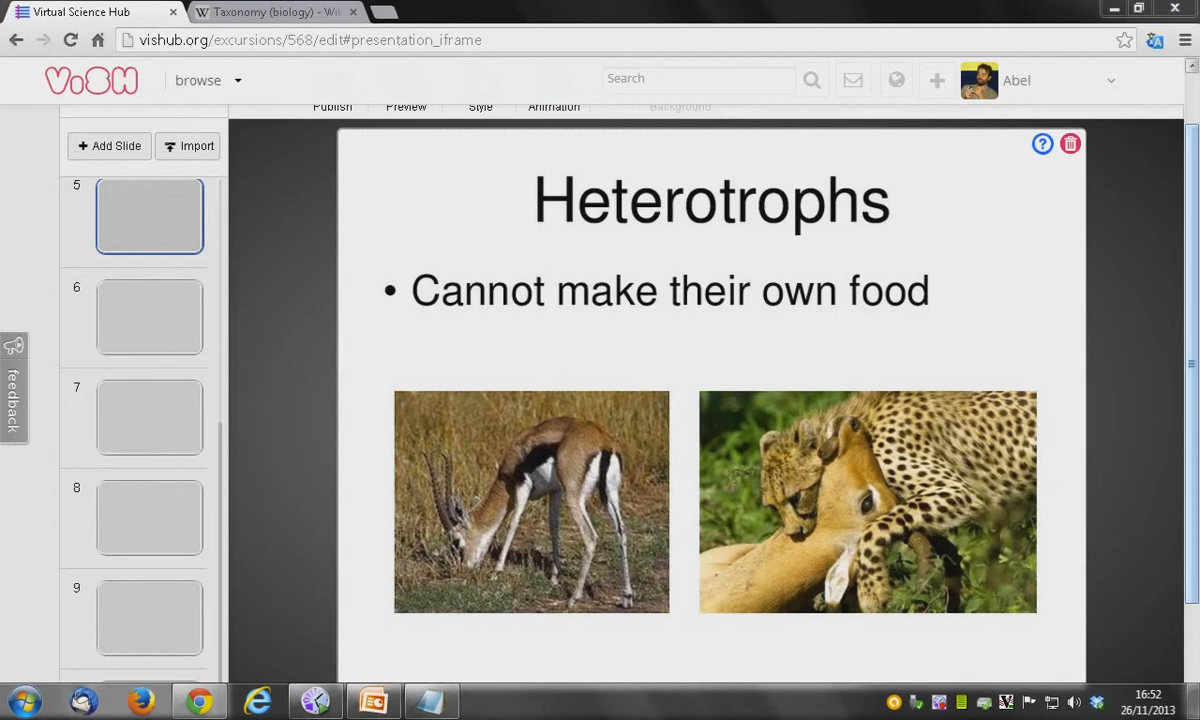 Virtual Science Hub
Taxonomy (biology) - Wi
vishub.org/excursions/568/edit#presentation_iframe
ViSH
browse
Search
Abel
Publish
Preview
Style
Animation
Background
+ Add Slide
Import
5
6
7
8
9
feedback
Heterotrophs
• Cannot make their own food
16:52
26/11/2013